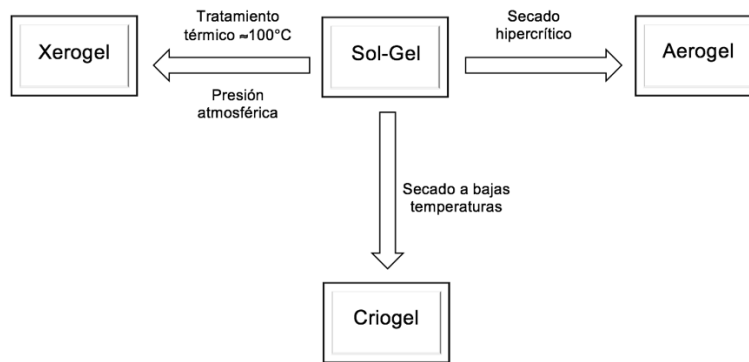 Tratamiento
térmico ≈100°C
Secado
hipercrítico
Xerogel
Sol-Gel
Aerogel
Presión
atmosférica
Secado a bajas
temperaturas
Criogel